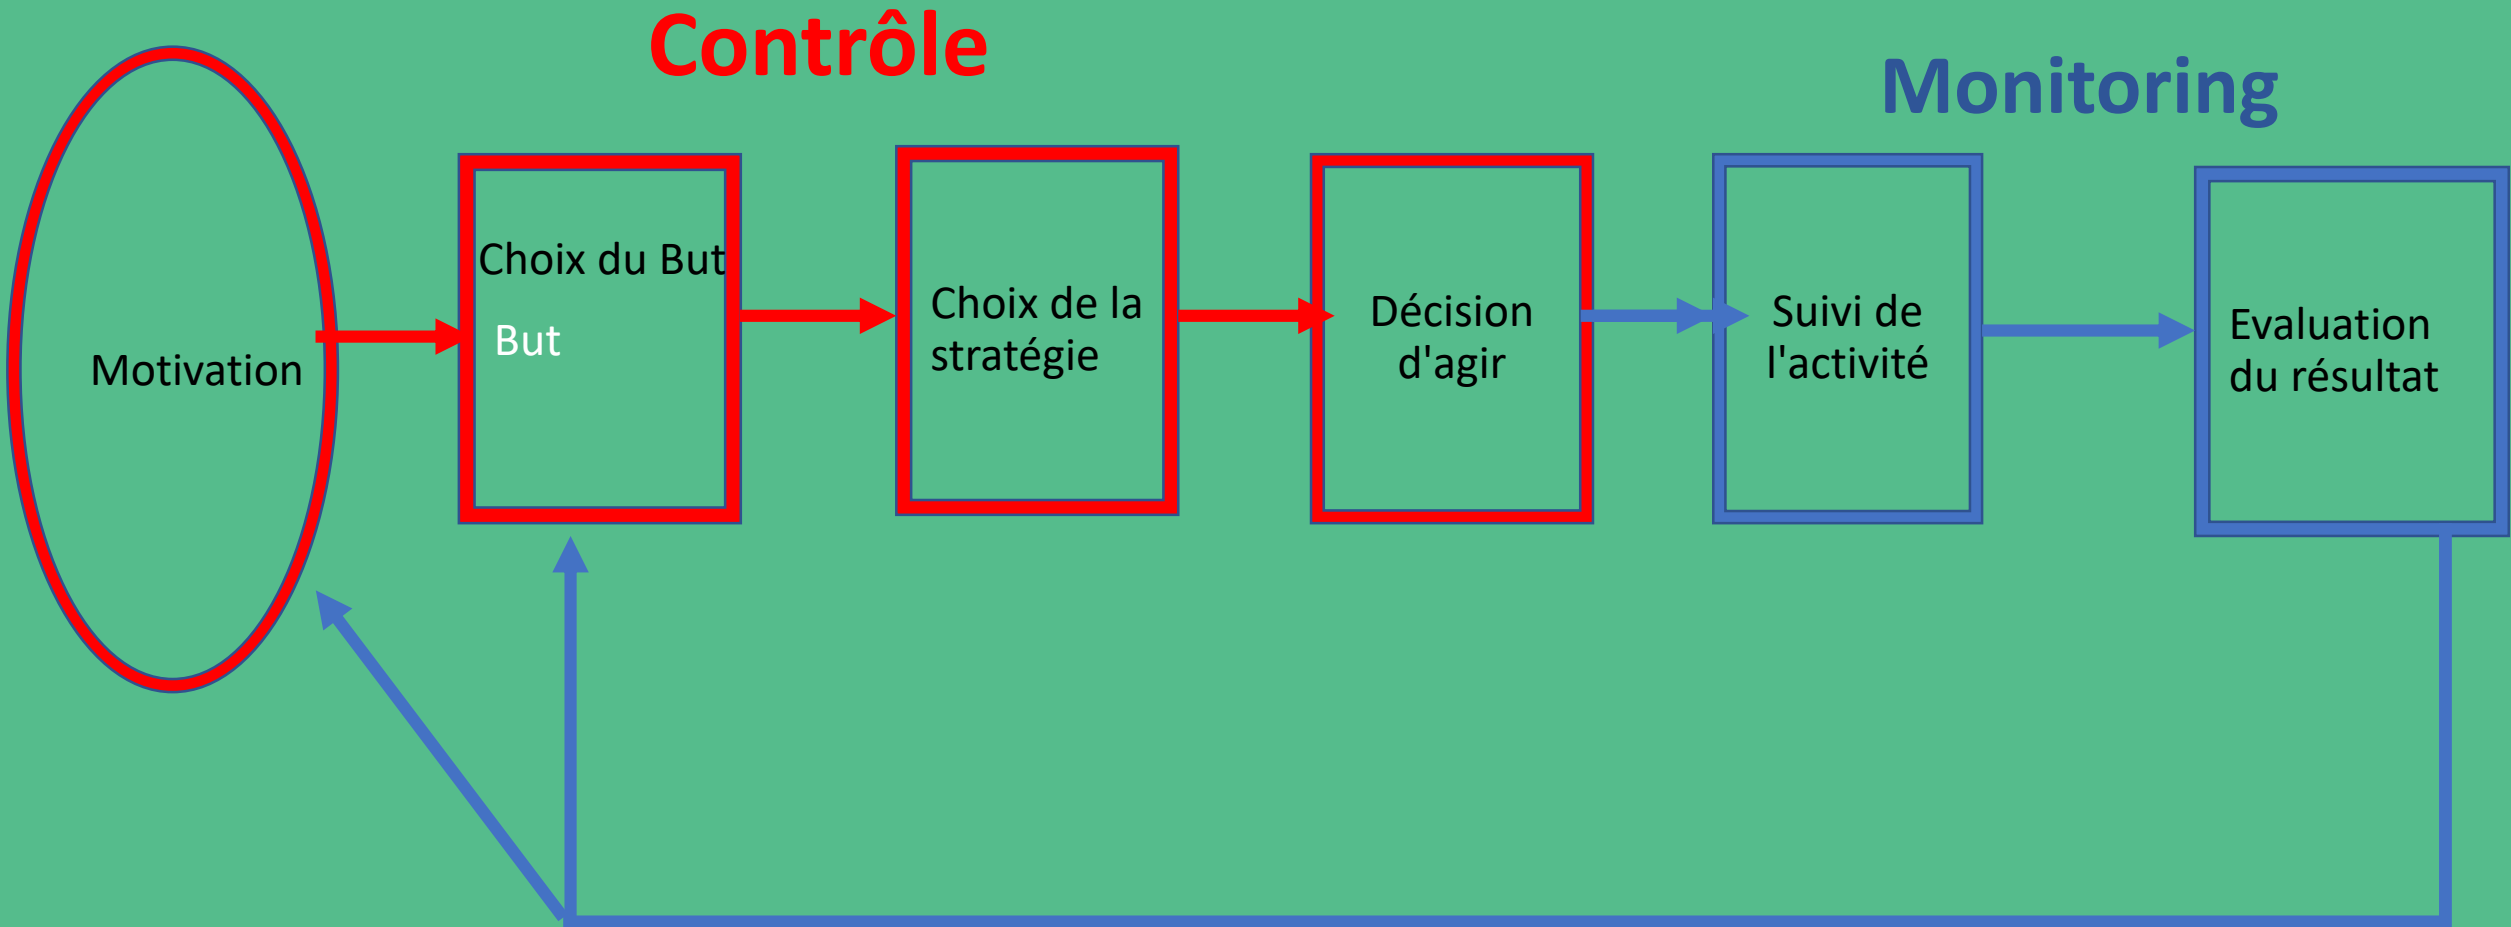 Contrôle
Monitoring
Motivation
Choix du But
But
Choix de la
stratégie
Décision
d'agir
Suivi de
l'activité
Evaluation
du résultat